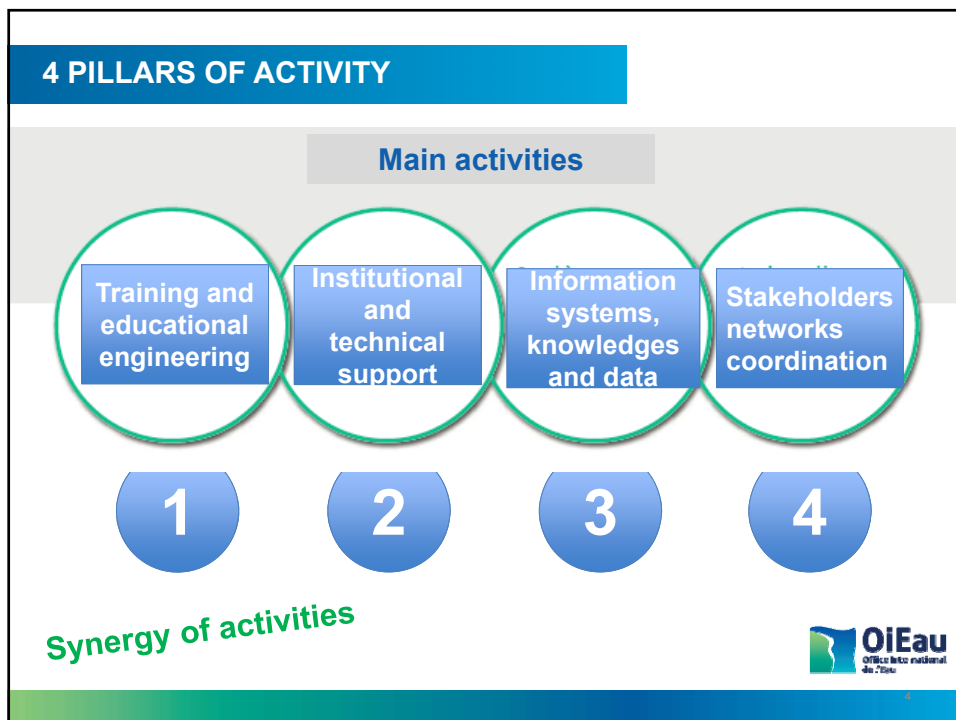 4 PILLARS OF ACTIVITY
Main activities
Training and
educational
engineering
Institutional
and
technical
support
Information
systems,
knowledges
and data
Stakeholders
networks
coordination
1
2
3
4
Synergy of activities
OiEau
Office International
de l'Eau
4